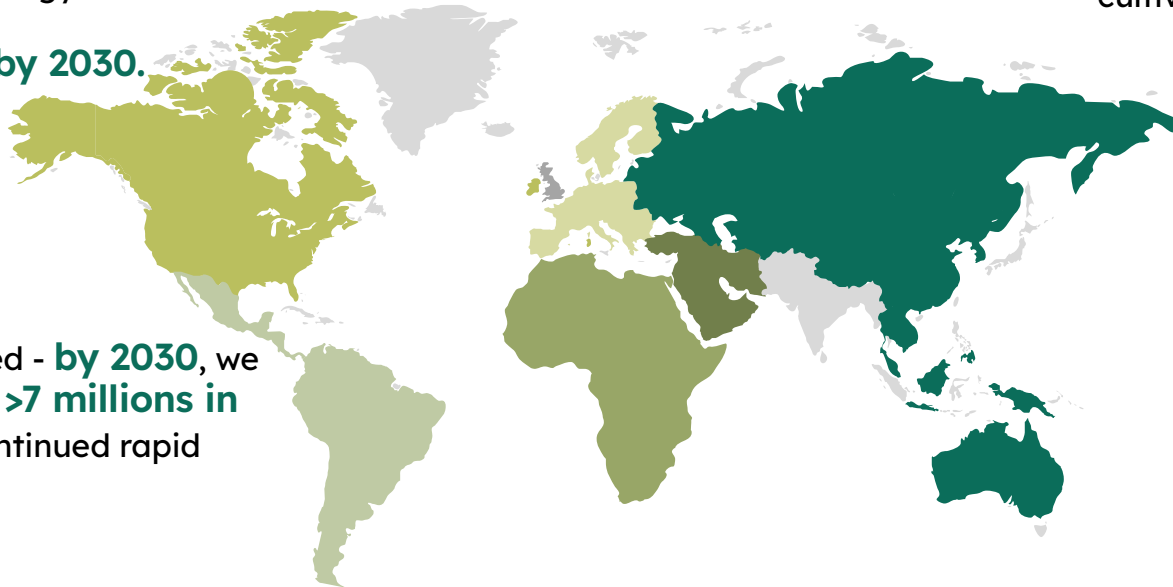 by 2030.
ed - by 2030, we
>7 millions in
ntinued rapid